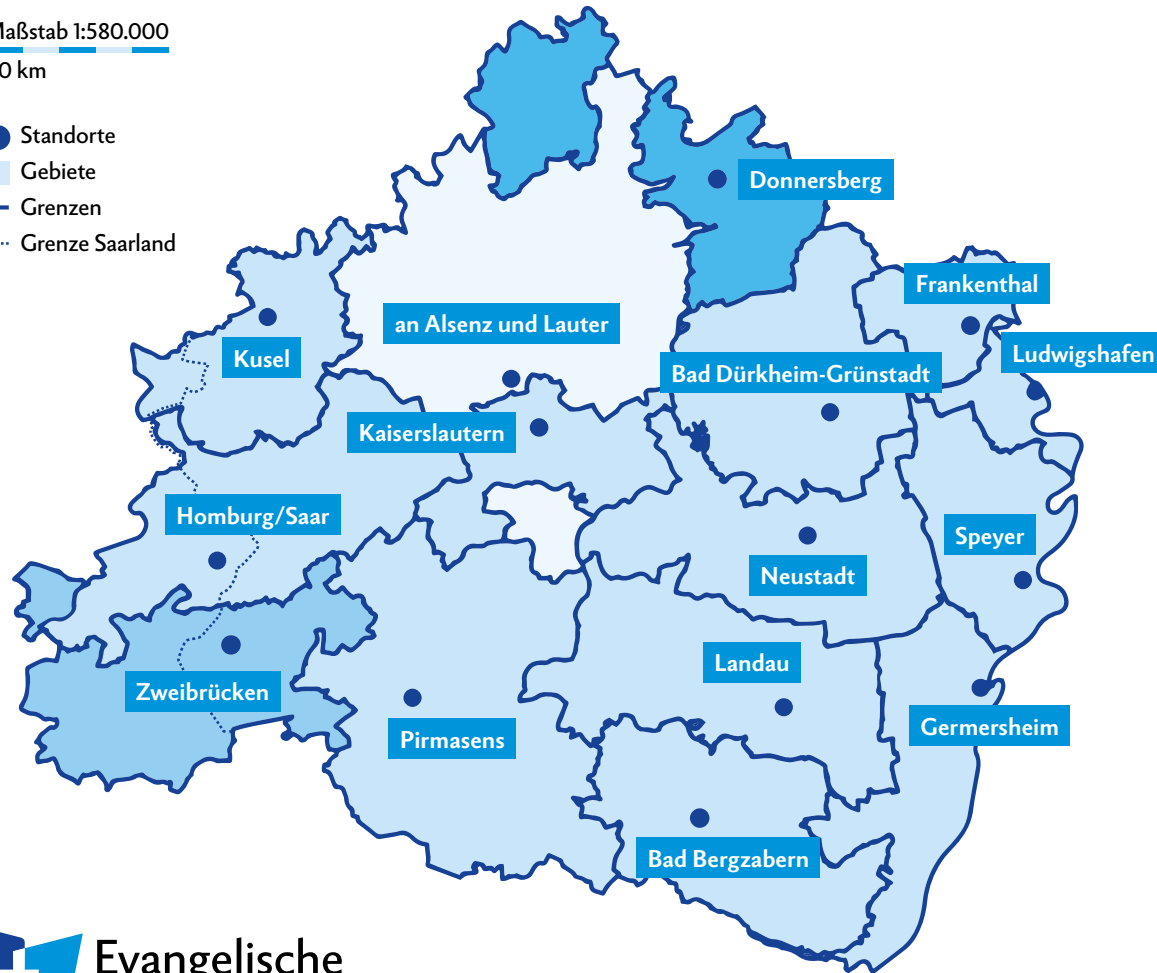 Maßstab 1:580.000
0 km
Standorte
Gebiete
Grenzen
Grenze Saarland
Donnersberg
Frankenthal
an Alsenz und Lauter
Kusel
Ludwigshafen
Bad Dürkheim-Grünstadt
Kaiserslautern
Homburg/Saar
Speyer
Neustadt
Landau
Zweibrücken
Germersheim
Pirmasens
Bad Bergzabern
Evangelische